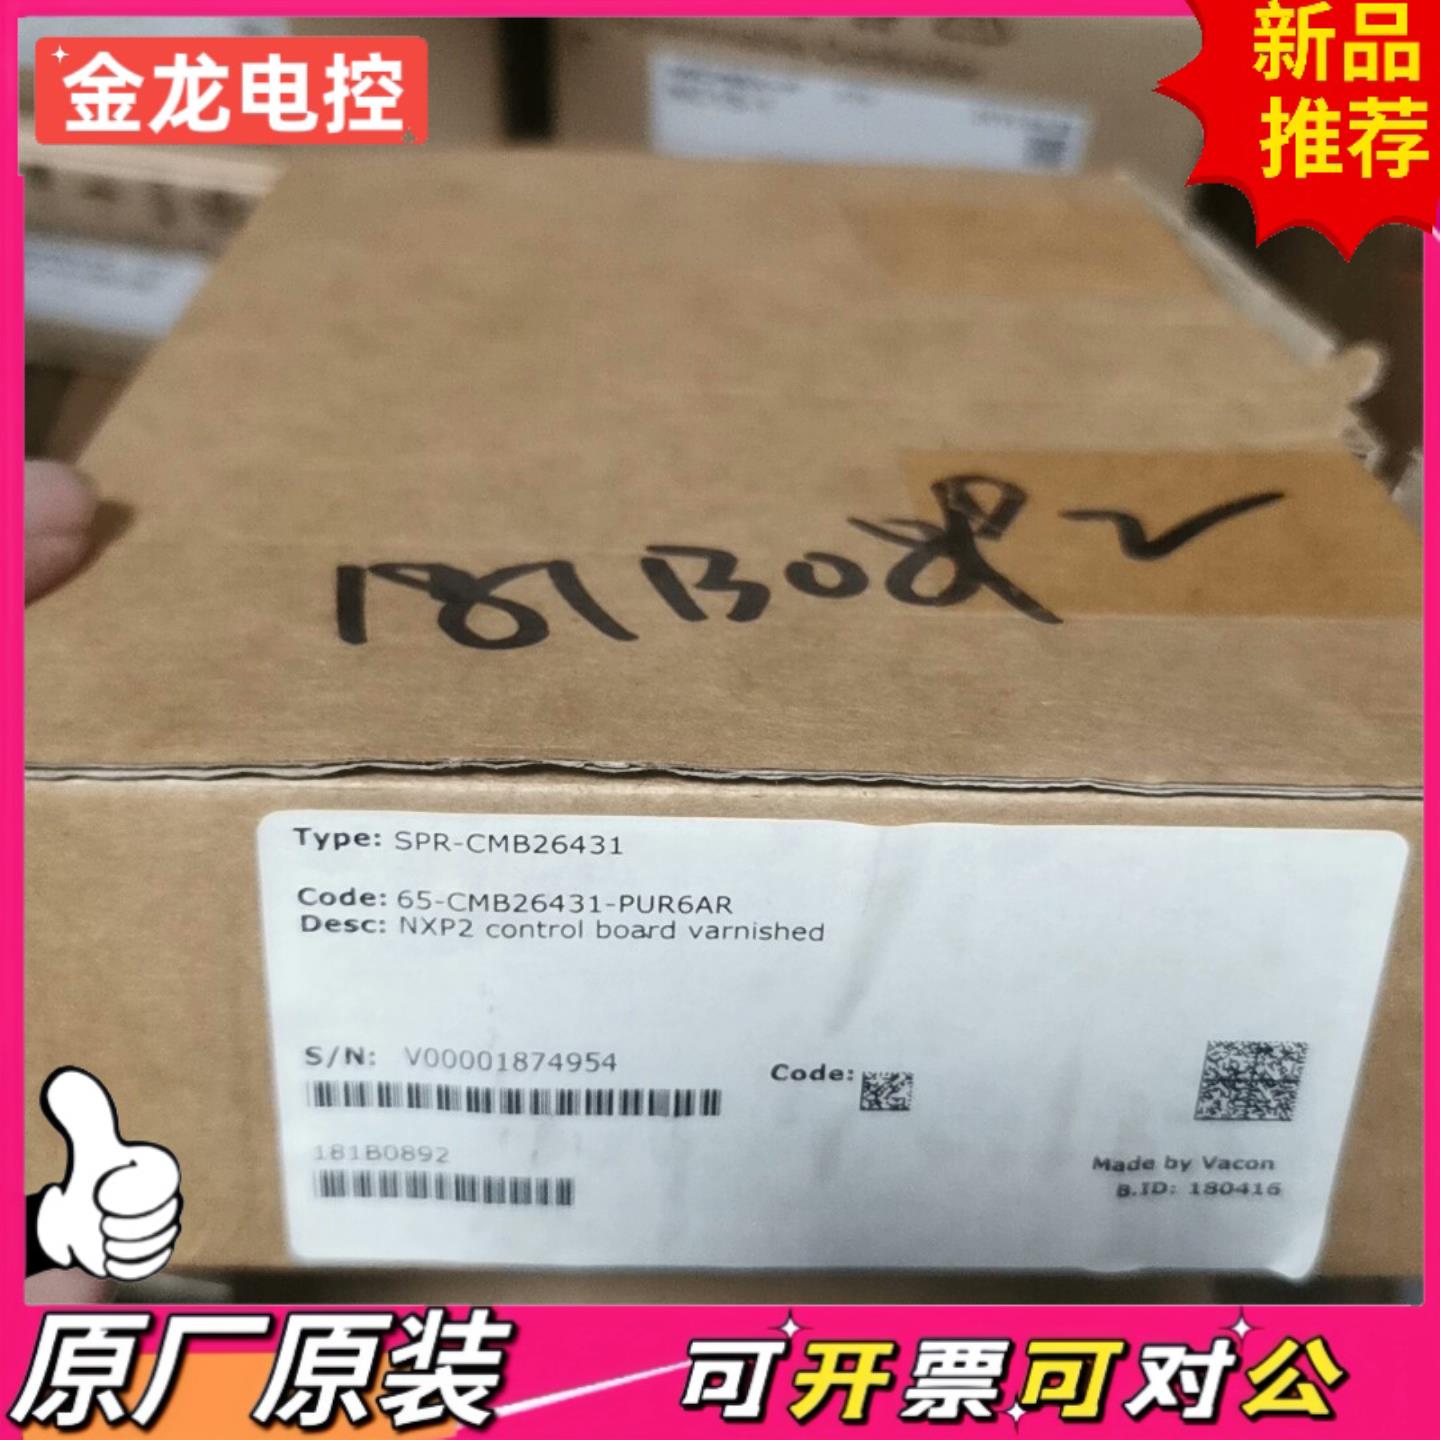 金龙电控
新品
推荐
181B0892
Type: SPR-CMB26431
Code: 65-CMB26431-PUR6AR
Desc: NXP2 control board varnished
S/N: V00001874954
Code:
181B0892
Made by Vacon
B.ID: 180416
原厂原装
可开票可对公